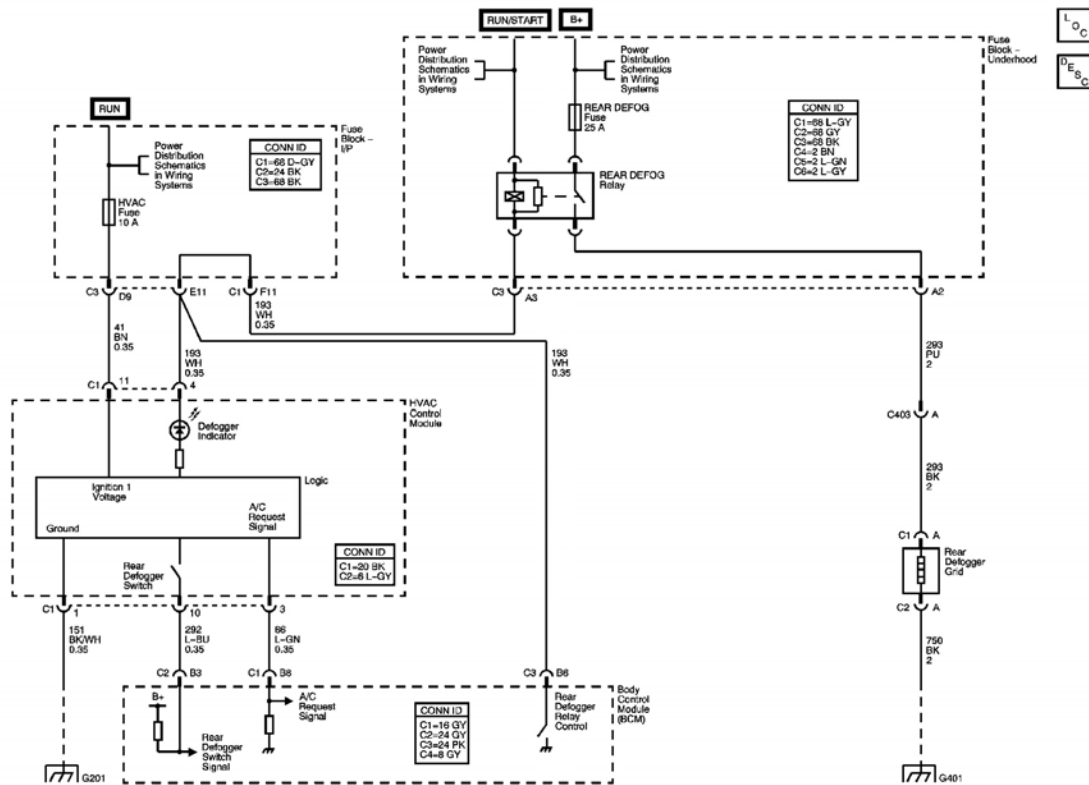 RUN/START
B+
L
O
C
D
E
S
C
Fuse
Block –
Underhood
Power
Distribution
Schematics
in Wiring
Systems
Power
Distribution
Schematics
in Wiring
Systems
REAR DEFOG
Fuse
25 A
CONN ID
C1=68 L-GY
C2=68 GY
C3=68 BK
C4=2 BN
C5=2 L-GN
C6=2 L-GY
REAR DEFOG
Relay
RUN
Fuse
Block –
I/P
Power
Distribution
Schematics
in Wiring
Systems
CONN ID
C1=68 D-GY
C2=24 BK
C3=68 BK
HVAC
Fuse
10 A
C3
D9
E11
C1
F11
C3
A3
A2
41
BN
0.35
193
WH
0.35
193
WH
0.35
193
WH
0.35
293
PU
2
C1
11
4
C403
A
HVAC
Control
Module
Defogger
Indicator
Logic
Ignition 1
Voltage
A/C
Request
Signal
Ground
293
BK
2
Rear
Defogger
Switch
CONN ID
C1=20 BK
C2=6 L-GY
C1
A
Rear
Defogger
Grid
C2
A
C1
1
10
3
151
BK/WH
0.35
292
L-BU
0.35
66
L-GN
0.35
750
BK
2
C2
B3
C1
B8
C3
B6
B+
A/C
Request
Signal
Rear
Defogger
Switch
Signal
CONN ID
C1=16 GY
C2=24 GY
C3=24 PK
C4=8 GY
Rear
Defogger
Relay
Control
Body
Control
Module
(BCM)
G201
G401